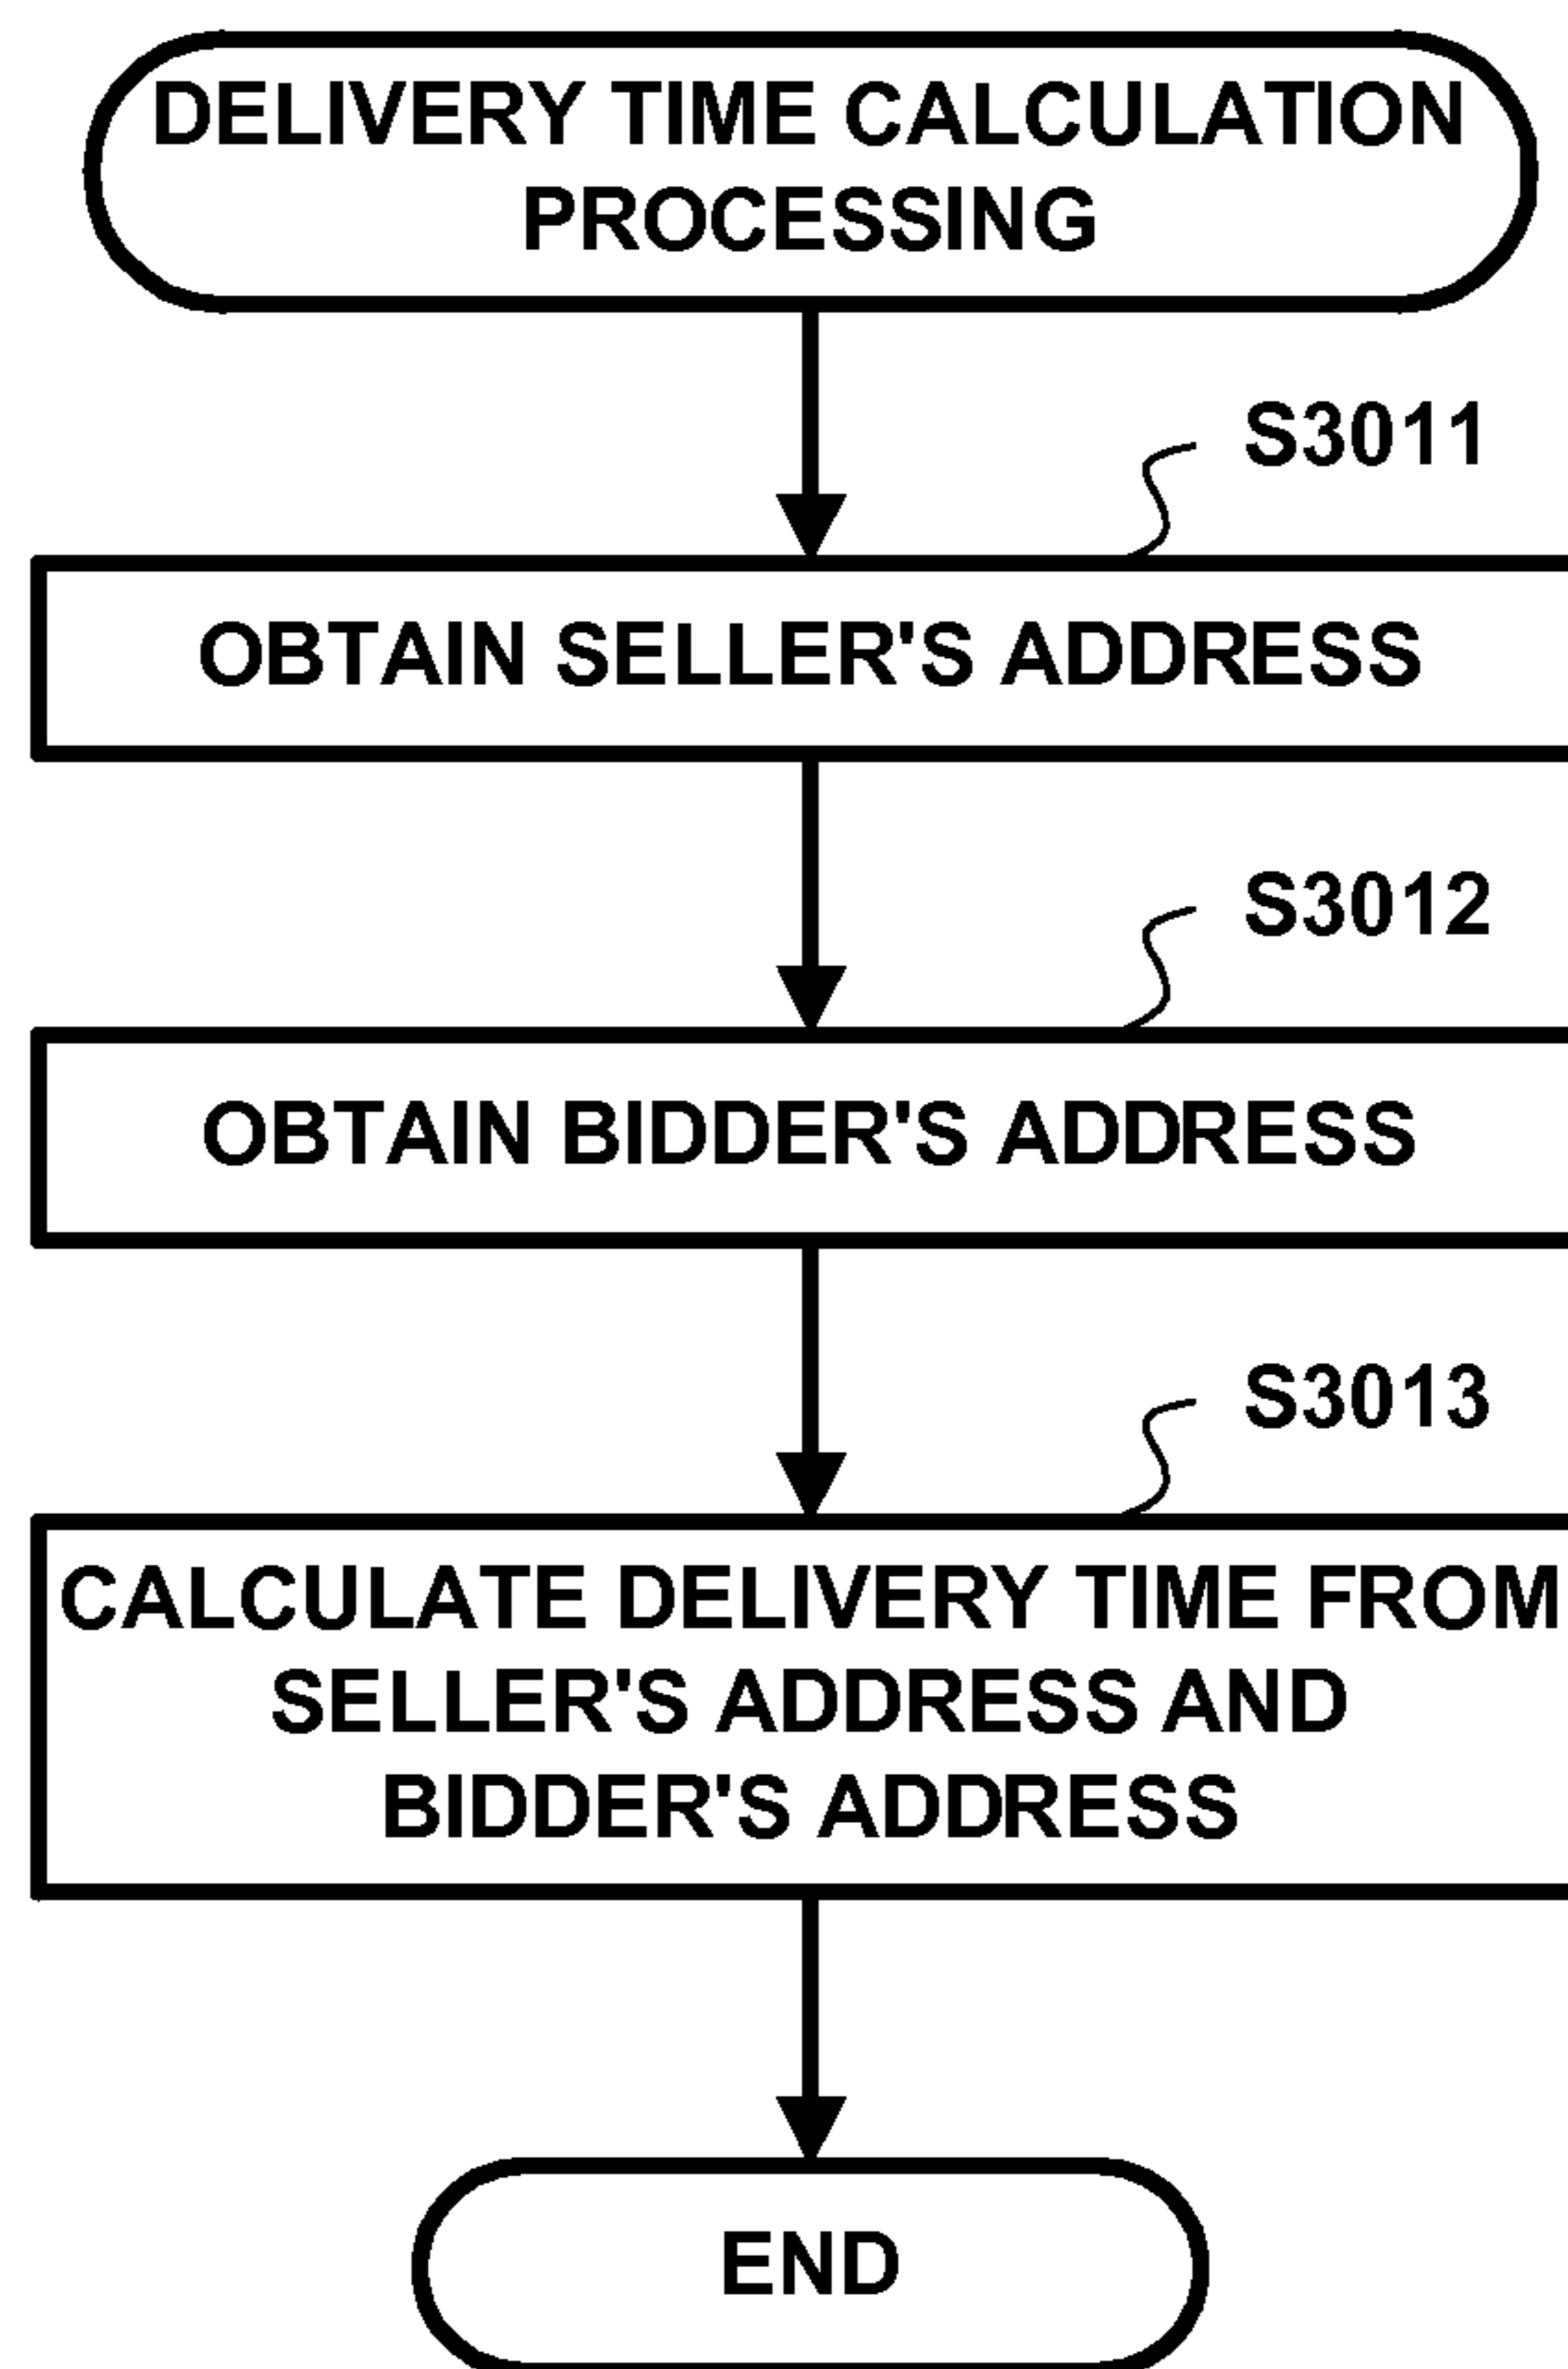 DELIVERY TIME CALCULATION
PROCESSING
S3011
OBTAIN SELLER'S ADDRESS
S3012
OBTAIN BIDDER'S ADDRESS
S3013
CALCULATE DELIVERY TIME FROM
SELLER'S ADDRESS AND
BIDDER'S ADDRESS
END